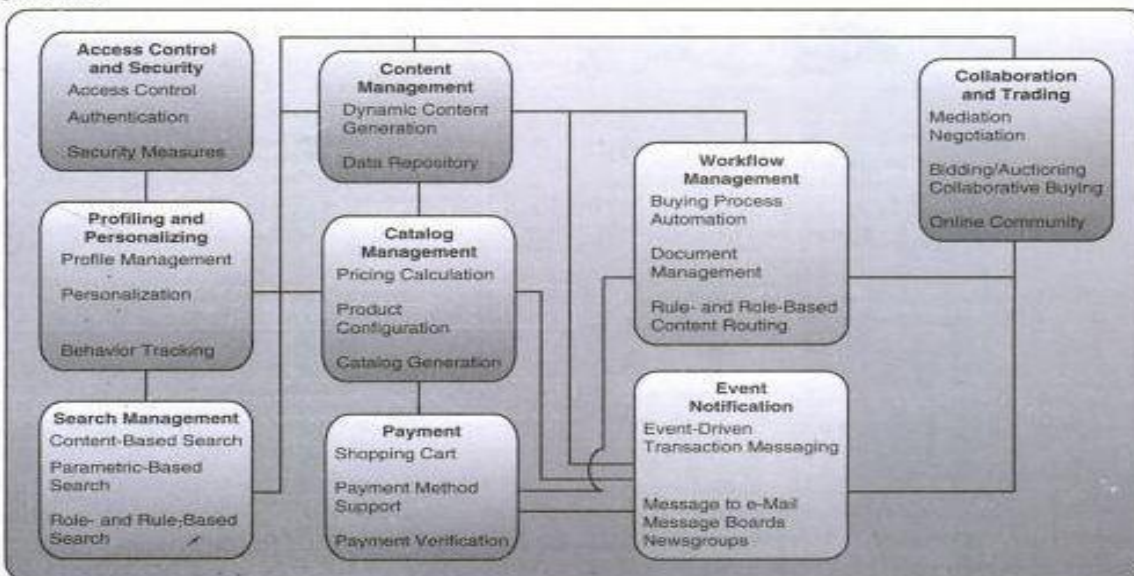 Access Control
and Security
Access Control
Authentication
Security Measures
Profiling and
Personalizing
Profile Management
Personalization
Behavior Tracking
Search Management
Content-Based Search
Parametric-Based
Search
Role- and Rule-Based
Search
Content
Management
Dynamic Content
Generation
Data Repository
Catalog
Management
Pricing Calculation
Product
Configuration
Catalog Generation
Payment
Shopping Cart
Payment Method
Support
Payment Verification
Workflow
Management
Buying Process
Automation
Document
Management
Rule- and Role-Based
Content Routing
Event
Notification
Event-Driven
Transaction Messaging
Message to e-Mail
Message Boards
Newsgroups
Collaboration
and Trading
Mediation
Negotiation
Bidding/Auctioning
Collaborative Buying
Online Community